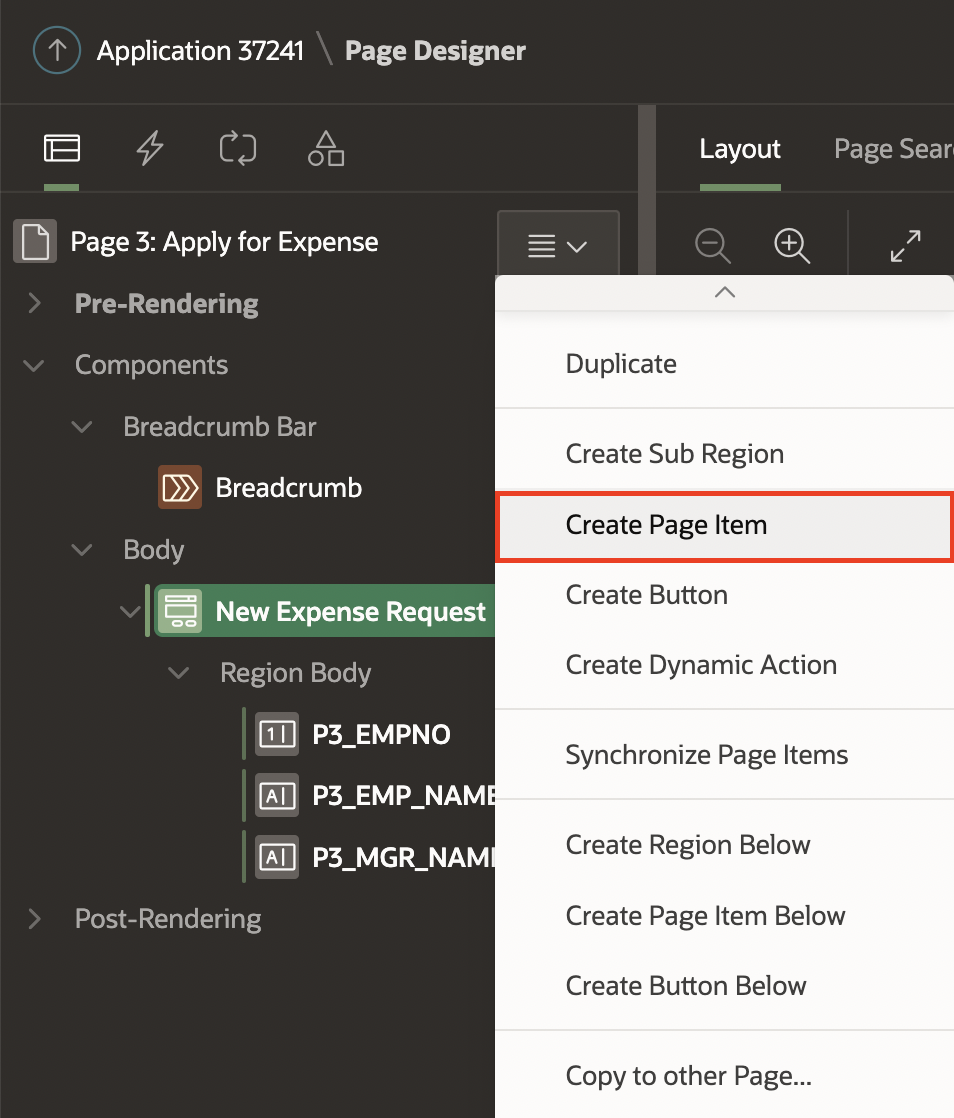 Application 37241 \ Page Designer
Layout Page Sear
Page 3: Apply for Expense
Pre-Rendering
Components
Breadcrumb Bar
Breadcrumb
Body
New Expense Request
Region Body
1
P3_EMPNO
A
P3_EMP_NAME
A
P3_MGR_NAM
Post-Rendering
Duplicate
Create Sub Region
Create Page Item
Create Button
Create Dynamic Action
Synchronize Page Items
Create Region Below
Create Page Item Below
Create Button Below
Copy to other Page...